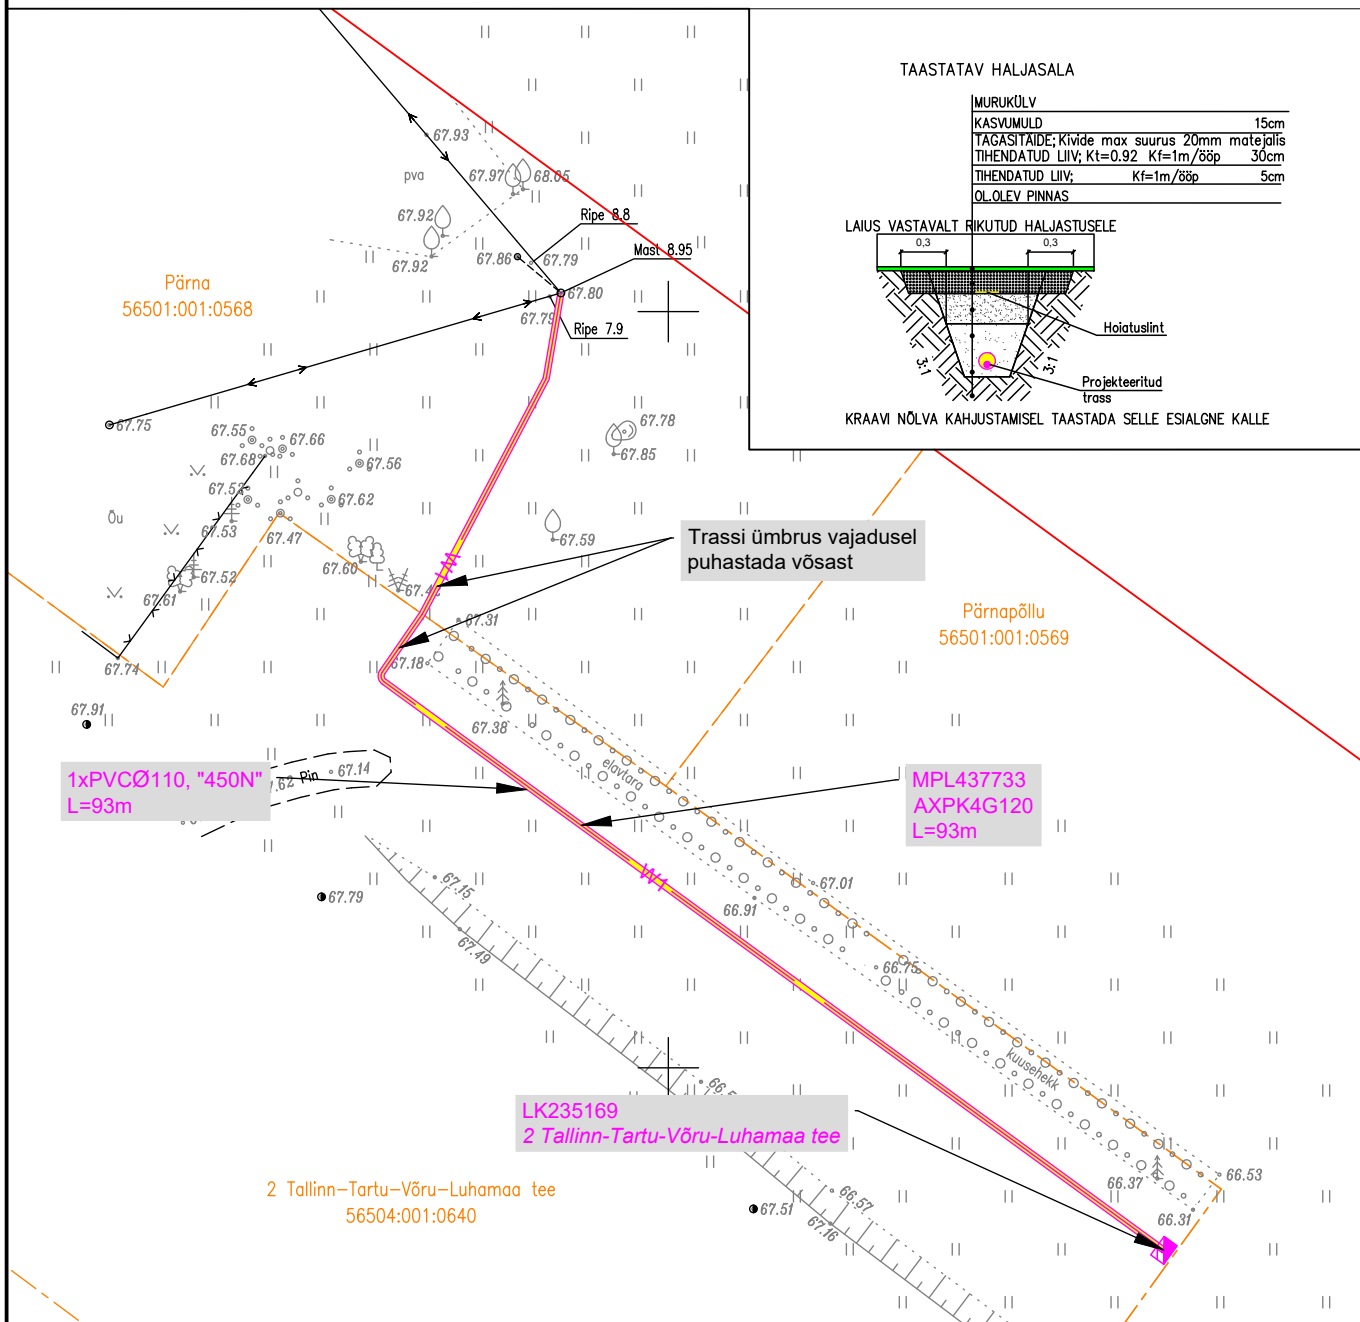 TAASTATAV HALJASALA
MURUKÜLV
KASVUMULD 15cm
TAGASITÄIDE; Kivide max suurus 20mm matejalis
TIHENDATUD LIIV; Kt=0.92 Kf=1m/ööp 30cm
TIHENDATUD LIIV; Kf=1m/ööp 5cm
OL.OLEV PINNAS
LAIUS VASTAVALT RIKUTUD HALJASTUSELE
0,3 0,3
Hoiatuslint
3:1 3:1
Projekteeritud
trass
KRAAVI NÕLVA KAHJUSTAMISEL TAASTADA SELLE ESIALGNE KALLE
67.93
pva
67.97 68.05
67.92
Ripe 8.8
67.92
67.86 67.79
Mast 8.95
Pärna
56501:001:0568
67.80
67.79
Ripe 7.9
67.75
67.55 67.66
67.68
67.56
67.78
67.85
67.62
Õu
67.53
67.47
67.59
67.60
67.52
67.61
Trassi ümbrus vajadusel
puhastada võsast
67.31
Pärnapõllu
56501:001:0569
67.18
67.74
67.91
67.38
elavtara
1xPVCØ110, "450N"
L=93m
Pin 67.14
MPL437733
AXPK4G120
L=93m
W1
67.15
67.01
67.79
66.91
67.49
66.75
kuusehekk
LK235169
2 Tallinn-Tartu-Võru-Luhamaa tee
66.53
66.37
66.31
2 Tallinn-Tartu-Võru-Luhamaa tee
56504:001:0640
67.51
66.57
67.16